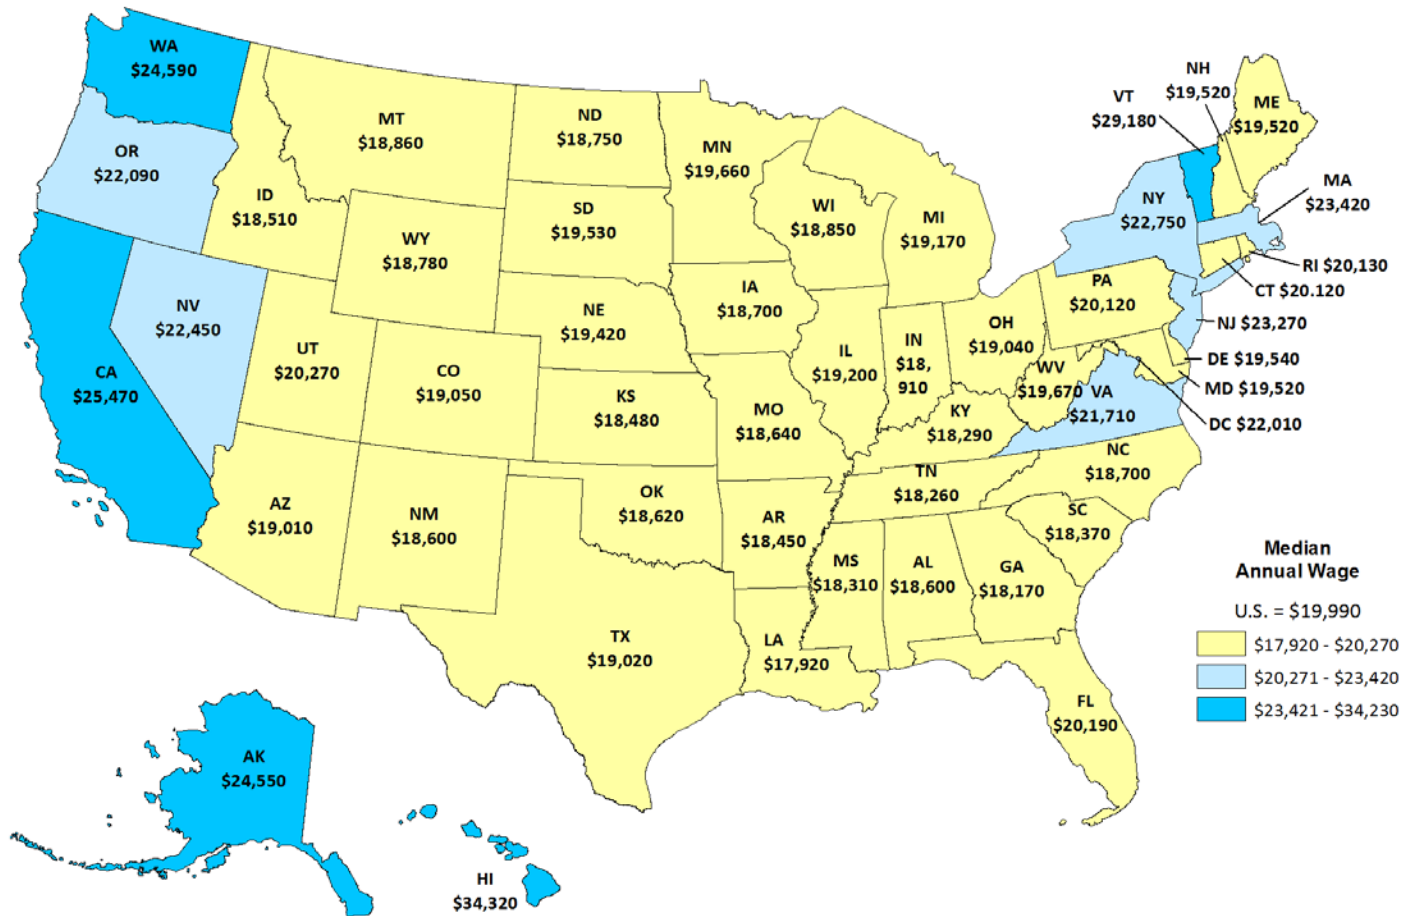 WA
$24,590
OR
$22,090
CA
$25,470
NV
$22,450
ID
$18,510
MT
$18,860
WY
$18,780
UT
$20,270
AZ
$19,010
CO
$19,050
NM
$18,600
ND
$18,750
SD
$19,530
NE
$19,420
KS
$18,480
OK
$18,620
TX
$19,020
MN
$19,660
IA
$18,700
MO
$18,640
AR
$18,450
LA
$17,920
WI
$18,850
IL
$19,200
MI
$19,170
IN
$18,
910
OH
$19,040
KY
$18,290
TN
$18,260
MS
$18,310
AL
$18,600
GA
$18,170
FL
$20,190
SC
$18,370
NC
$18,700
VA
$21,710
WV
$19,670
PA
$20,120
NY
$22,750
VT
$29,180
NH
$19,520
ME
$19,520
MA
$23,420
RI $20,130
CT $20.120
NJ $23,270
DE $19,540
MD $19,520
DC $22,010
AK
$24,550
HI
$34,320
Median
Annual Wage
U.S. = $19,990
$17,920 - $20,270
$20,271 - $23,420
$23,421 - $34,230